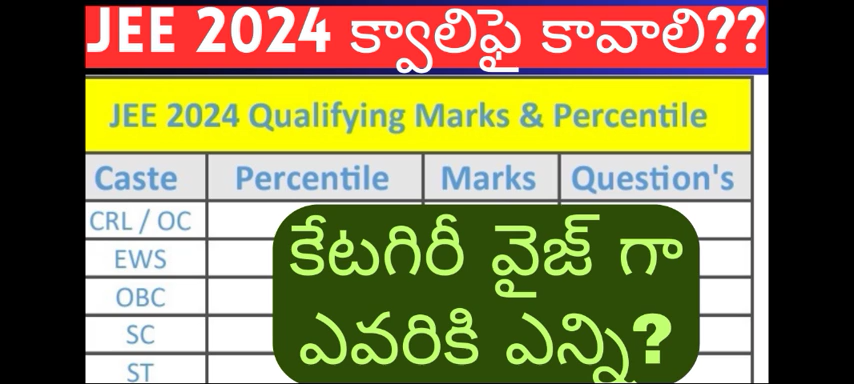 JEE 2024 క్వాలిఫై కావాలి??
JEE 2024 Qualifying Marks & Percentile
Caste Percentile Marks Question's
CRL / OC
EWS
OBC
SC
ST
కేటగిరీ వైజ్ గా
ఎవరికి ఎన్ని?